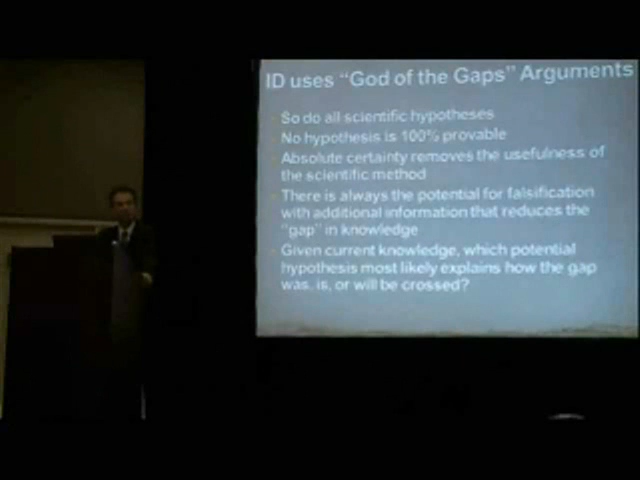 ID uses "God of the Gaps" Arguments
So do all scientific hypotheses
No hypothesis is 100% provable
Absolute certainty removes the usefulness of
the scientific method
There is always the potential for falsification
with additional information that reduces the
"gap" in knowledge
Given current knowledge, which potential
hypothesis most likely explains how the gap
was, is, or will be crossed?